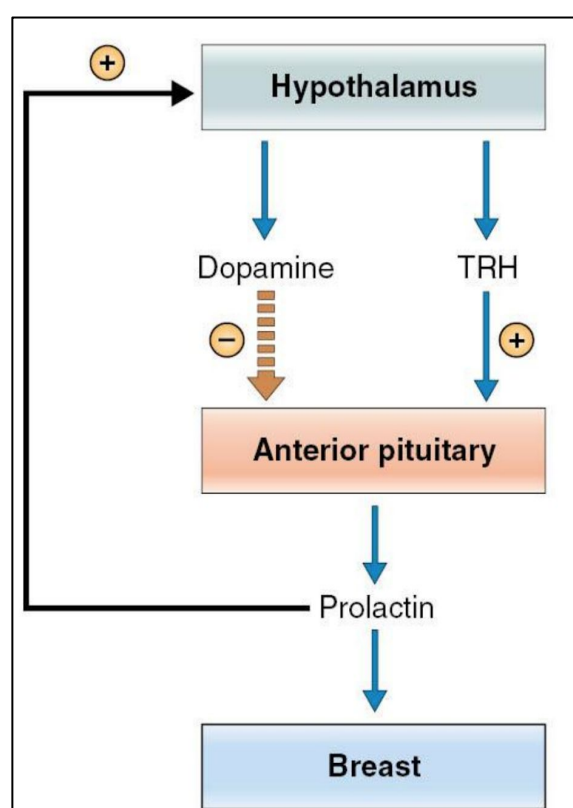 +
Hypothalamus
Dopamine TRH
− +
Anterior pituitary
Prolactin
Breast